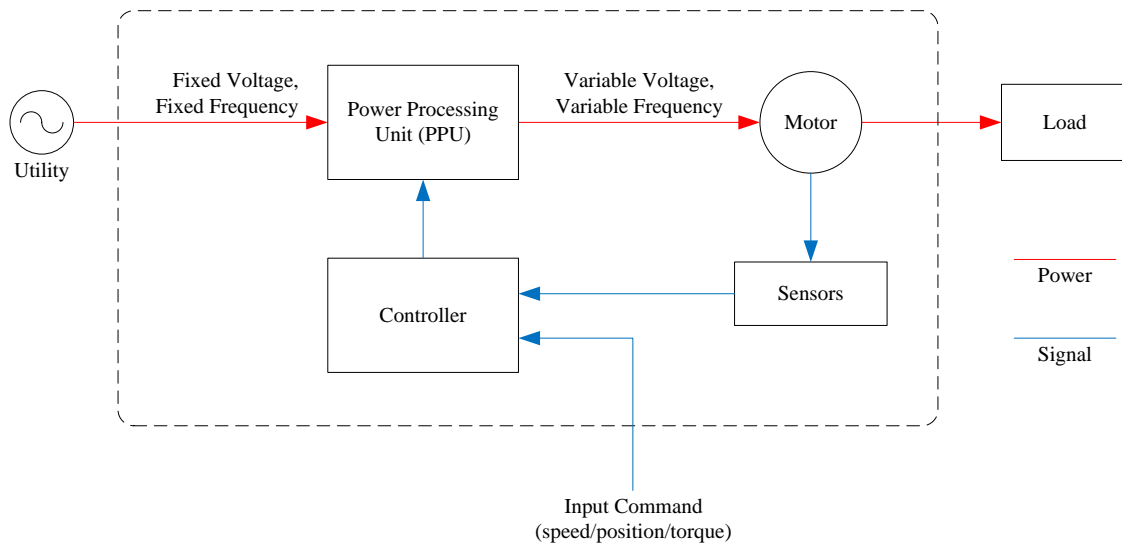 Fixed Voltage,
Fixed Frequency
Power Processing
Unit (PPU)
Variable Voltage,
Variable Frequency
Motor
Load
Utility
Controller
Sensors
Power
Signal
Input Command
(speed/position/torque)